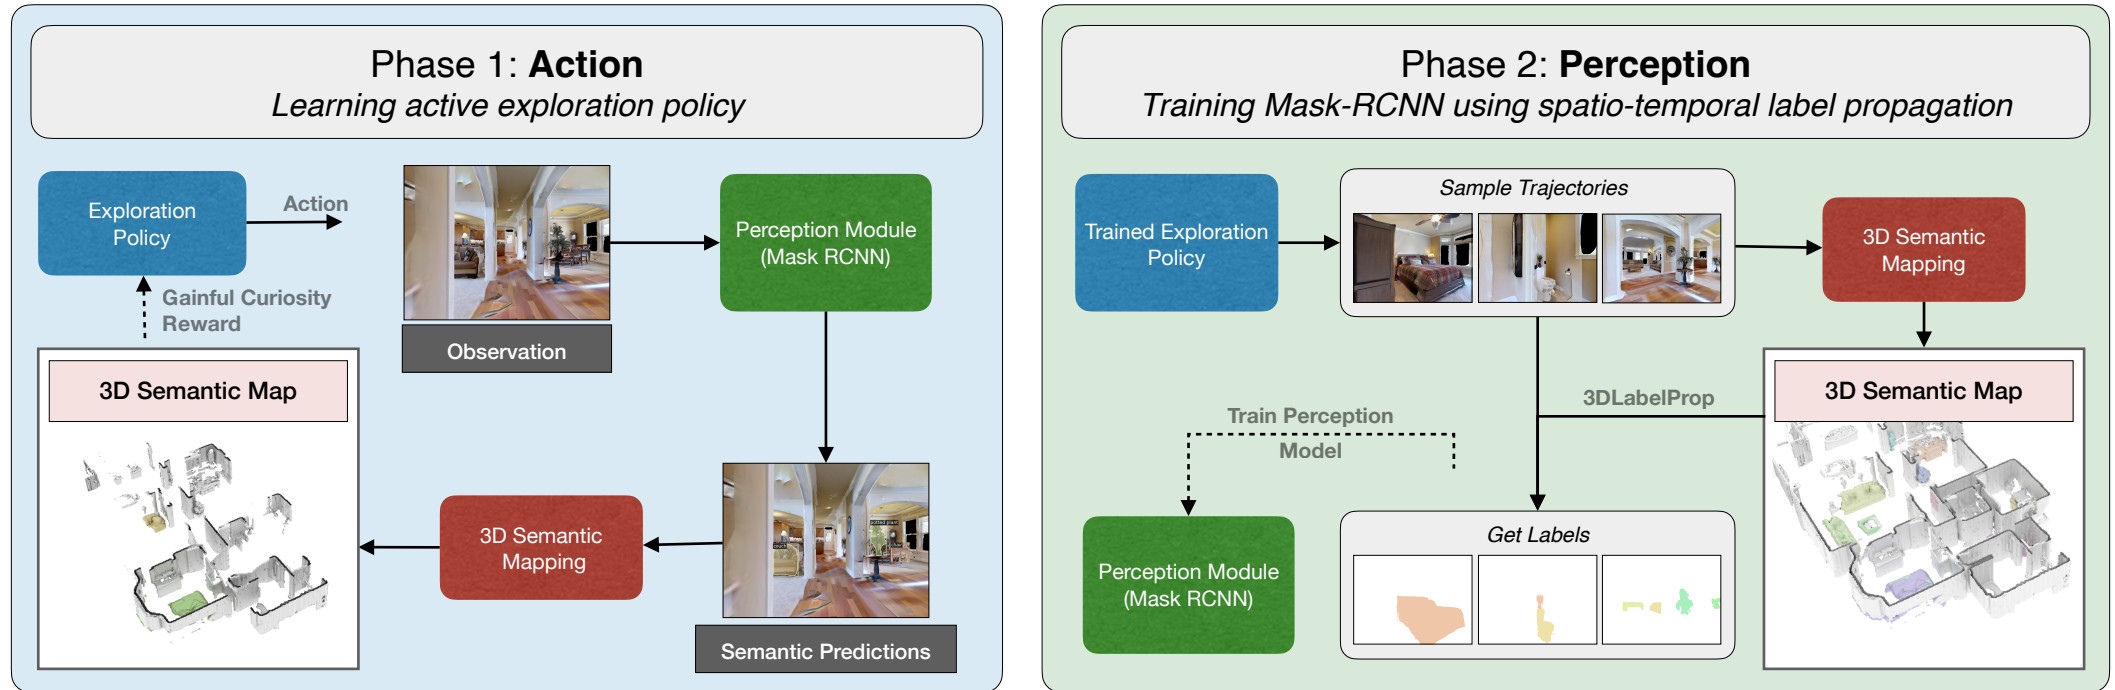 Phase 1: Action
Learning active exploration policy
Exploration
Policy
Action
Gainful Curiosity
Reward
Observation
Perception Module
(Mask RCNN)
3D Semantic Map
3D Semantic
Mapping
potted plant
couch
Semantic Predictions
Phase 2: Perception
Training Mask-RCNN using spatio-temporal label propagation
Trained Exploration
Policy
Sample Trajectories
3D Semantic
Mapping
3D Semantic Map
3DLabelProp
Train Perception
Model
Perception Module
(Mask RCNN)
Get Labels